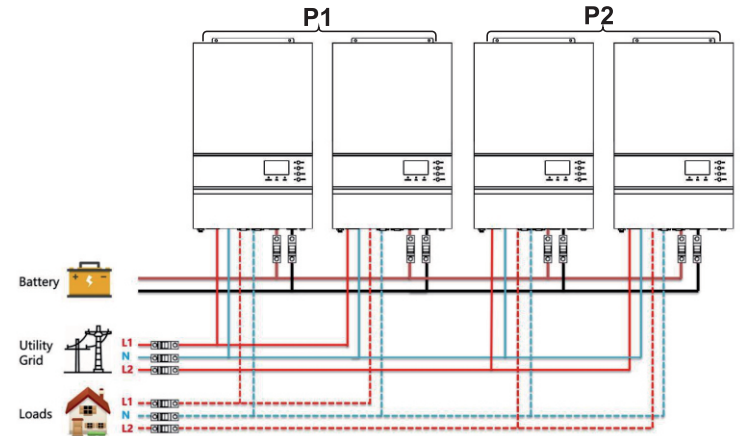 P1
P2
Battery
Utility
Grid
L1
N
L2
Loads
L1
N
L2